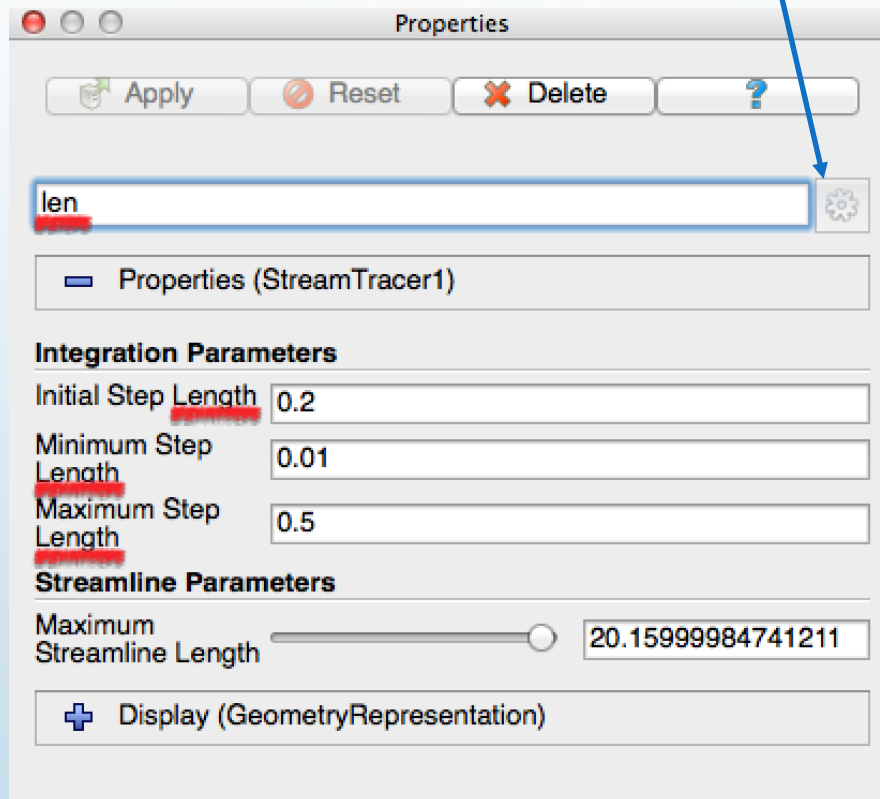 Properties
Apply Reset Delete ?
len
Properties (StreamTracer1)
Integration Parameters
Initial Step Length 0.2
Minimum Step
Length 0.01
Maximum Step
Length 0.5
Streamline Parameters
Maximum
Streamline Length 20.15999984741211
Display (GeometryRepresentation)